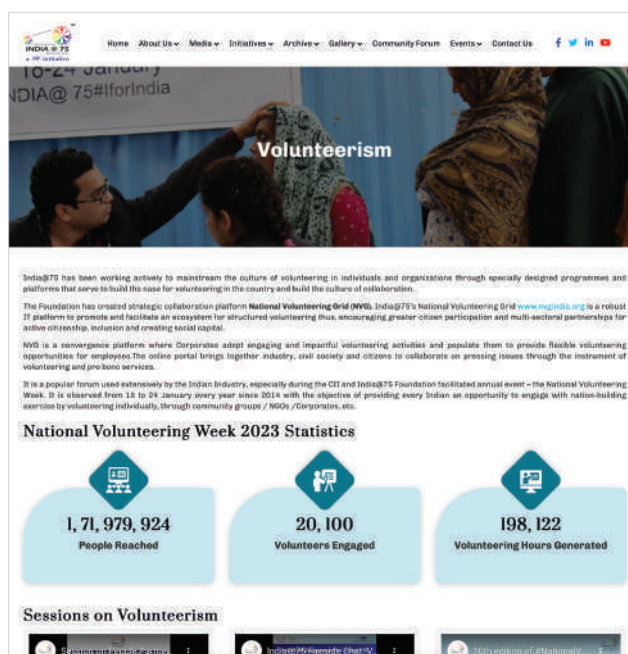 INDIA @ 75
Home About Us Media Initiatives Archive Gallery Community Forum Events Contact Us
18-24 January
INDIA@ 75#IforIndia
Volunteerism
India@75 has been working actively to mainstream the culture of volunteering in individuals and organizations through specially designed programmes and
platforms that serve to build the case for volunteering in the country and build the culture of collaboration.
The Foundation has created strategic collaboration platform National Volunteering Grid (NVG). India@75's National Volunteering Grid www.nvgindia.org is a robust
IT platform to promote and facilitate an ecosystem for structured volunteering thus, encouraging greater citizen participation and multi-sectoral partnerships for
active citizenship, inclusion and creating social capital.
NVG is a convergence platform where Corporates adopt engaging and impactful volunteering activities and populate them to provide flexible volunteering
opportunities for employees.The online portal brings together industry, civil society and citizens to collaborate on pressing issues through the instrument of
volunteering and pro bono services.
It is a popular forum used extensively by the Indian Industry, especially during the CII and India@75 Foundation facilitated annual event – the National Volunteering
Week. It is observed from 18 to 24 January every year since 2014 with the objective of providing every Indian an opportunity to engage with nation-building
exercise by volunteering individually, through community groups / NGOs /Corporates, etc.
National Volunteering Week 2023 Statistics
1, 71, 979, 924
20, 100
198, 122
People Reached
Volunteers Engaged
Volunteering Hours Generated
Sessions on Volunteerism
India@75 Fireside Chat
10th edition of #NationalV